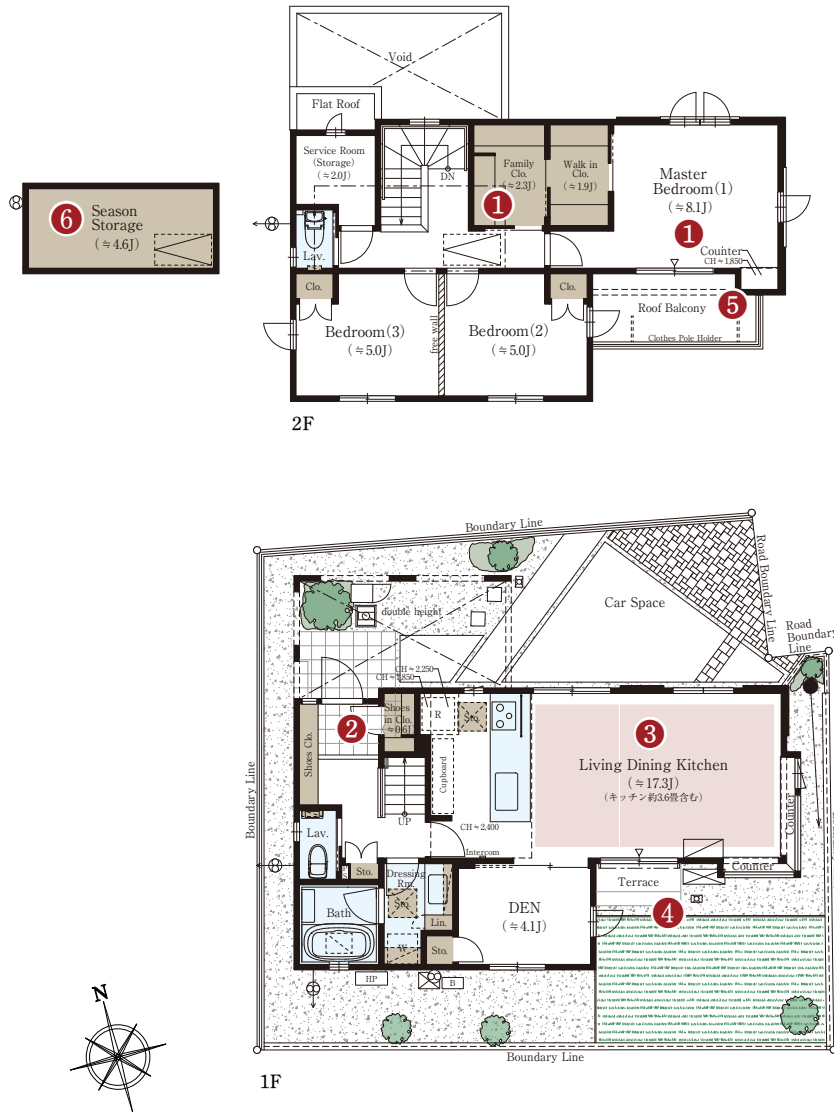 Void
Flat Roof
Service Room
(Storage)
(≒2.0J)
DN
Family
Clo.
(≒2.3J)
1
Walk in
Clo.
(≒1.9J)
Master
Bedroom(1)
(≒8.1J)
1
Counter
CH≒1,850
6
Season
Storage
(≒4.6J)
Lav.
Clo.
Clo.
5
Roof Balcony
Clothes Pole Holder
Bedroom(3)
(≒5.0J)
free wall
Bedroom(2)
(≒5.0J)
2F
Boundary Line
Road Boundary Line
Car Space
Road
Boundary
Line
double height
CH≒2,250
CH≒1,850
Shoes
in Clo.
≒0.6J
R
Sto.
2
Shoes Clo.
Cupboard
3
Living Dining Kitchen
(≒17.3J)
(キッチン約3.6畳含む)
Boundary Line
Boundary Line
UP
CH≒2,400
Intercom
Lav.
Sto.
Counter
Counter
Dressing
Rm.
Sto.
Lin.
W
Sto.
Bath
DEN
(≒4.1J)
Terrace
4
HP
B
N
Boundary Line
1F